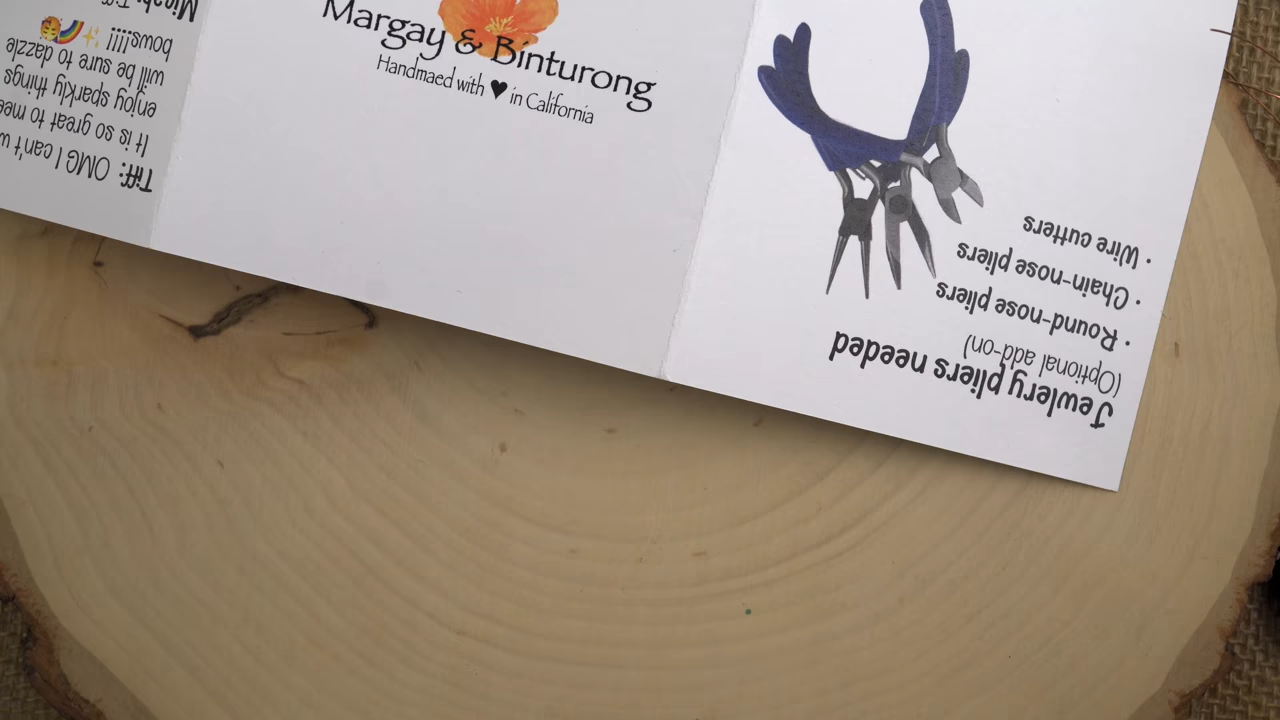 Margay & Binturong
Handmaed with ♥ in California
Jewlery pliers needed
(Optional add-on)
· Round-nose pliers
· Chain-nose pliers
· Wire cutters
Tiff: OMG I can't w
It is so great to mee
enjoy sparkly things
will be sure to dazzle
bows!!!! ✨🌈🥳